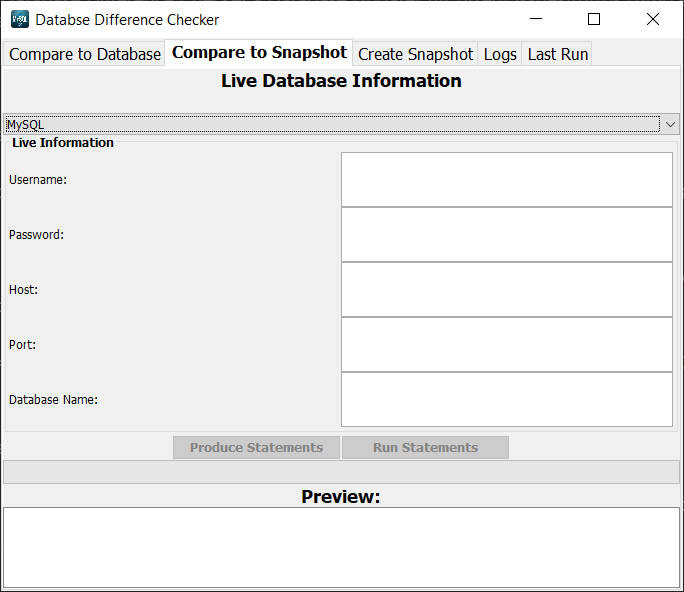 Databse Difference Checker
Compare to Database Compare to Snapshot Create Snapshot Logs Last Run
Live Database Information
MySQL
Live Information
Username:
Password:
Host:
Port:
Database Name:
Produce Statements Run Statements
Preview: